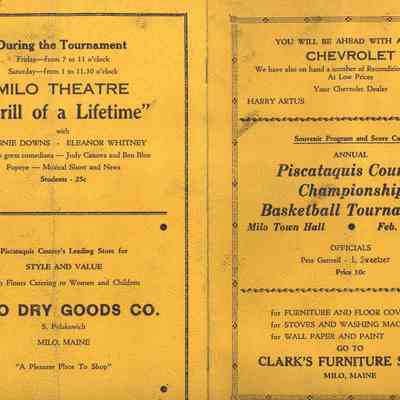 During the Tournament
Friday—from 7 to 11 o'clock
Saturday—from 1 to 11.30 o'clock
MILO THEATRE
rill of a Lifetime"
with
NIE DOWNS - ELEANOR WHITNEY
great comedians — Judy Canova and Ben Blue
Popeye — Musical Short and News
Students - 25c
Piscataquis County's Leading Store for
STYLE AND VALUE
Floors Catering to Women and Children
O DRY GOODS CO.
S. Polakewich
MILO, MAINE
"A Pleasant Place To Shop"
YOU WILL BE AHEAD WITH A
CHEVROLET
We have also on hand a number of Recondition
At Low Prices
Your Chevrolet Dealer
HARRY ARTUS
Souvenir Program and Score Ca
ANNUAL
Piscataquis Coun
Championship
Basketball Tourna
Milo Town Hall • Feb.
OFFICIALS
Pete Gentell - L. Sweetser
Price 10c
for FURNITURE AND FLOOR COV
for STOVES AND WASHING MAC
for WALL PAPER AND PAINT
GO TO
CLARK'S FURNITURE S
MILO, MAINE